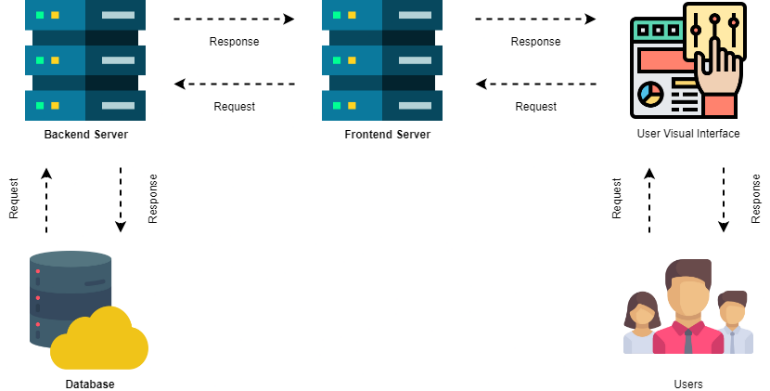 Response
Response
Request
Request
Backend Server
Frontend Server
User Visual Interface
Request
Response
Request
Response
Database
Users